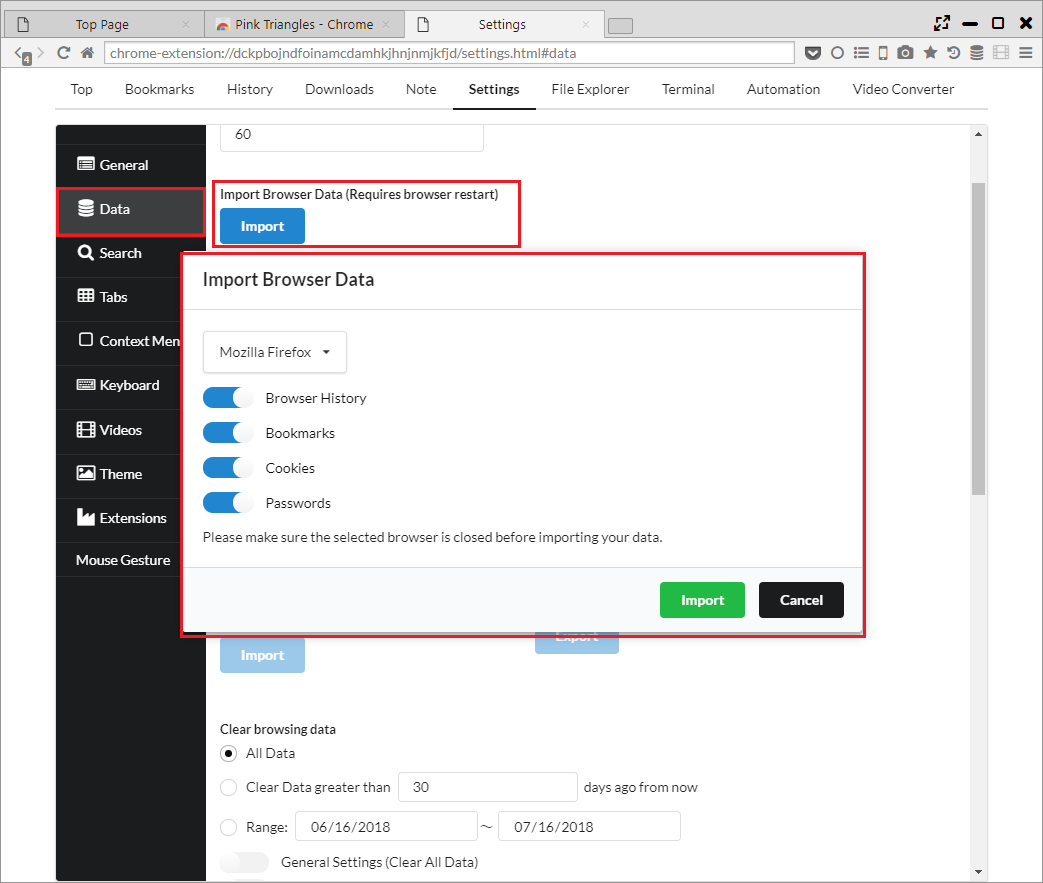 Top Page
Pink Triangles - Chrome
Settings
4
chrome-extension://dckpbojndfoinamcdamhkjhnjnmjkfjd/settings.html#data
Top Bookmarks History Downloads Note Settings File Explorer Terminal Automation Video Converter
60
General
Import Browser Data (Requires browser restart)
Data
Import
Search
Import Browser Data
Tabs
Context Men
Mozilla Firefox
Keyboard
Browser History
Videos
Bookmarks
Theme
Cookies
Extensions
Passwords
Mouse Gesture
Please make sure the selected browser is closed before importing your data.
Import Cancel
Export
Import
Clear browsing data
All Data
Clear Data greater than 30 days ago from now
Range: 06/16/2018 ~ 07/16/2018
General Settings (Clear All Data)